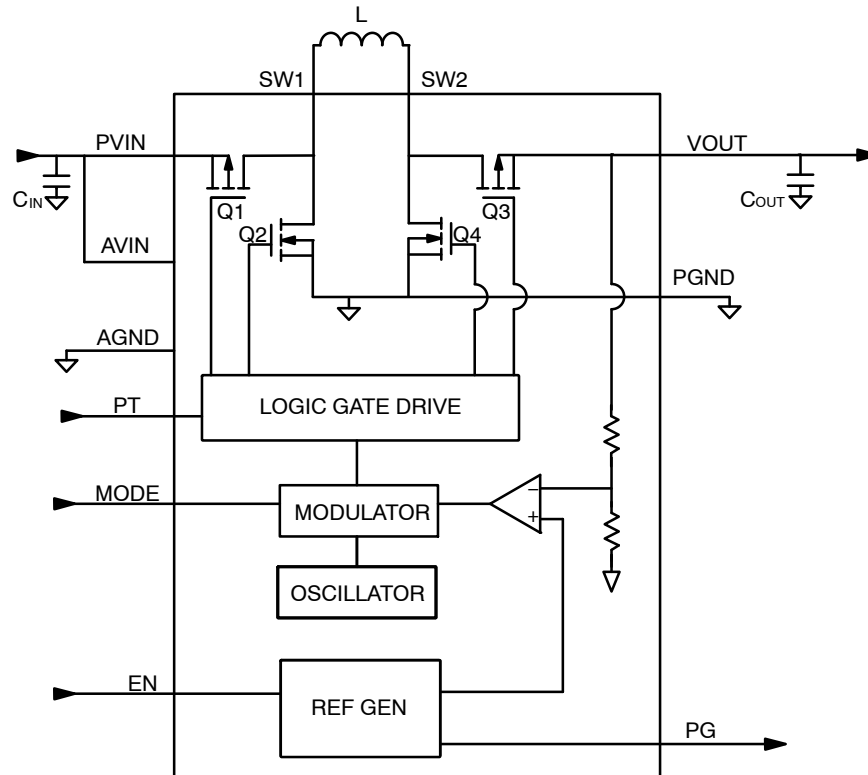 L
SW1 SW2
PVIN VOUT
CIN Q1 Q3 COUT
Q2 Q4
AVIN
PGND
AGND
LOGIC GATE DRIVE
PT
MODE
MODULATOR
−
+
OSCILLATOR
EN
REF GEN
PG